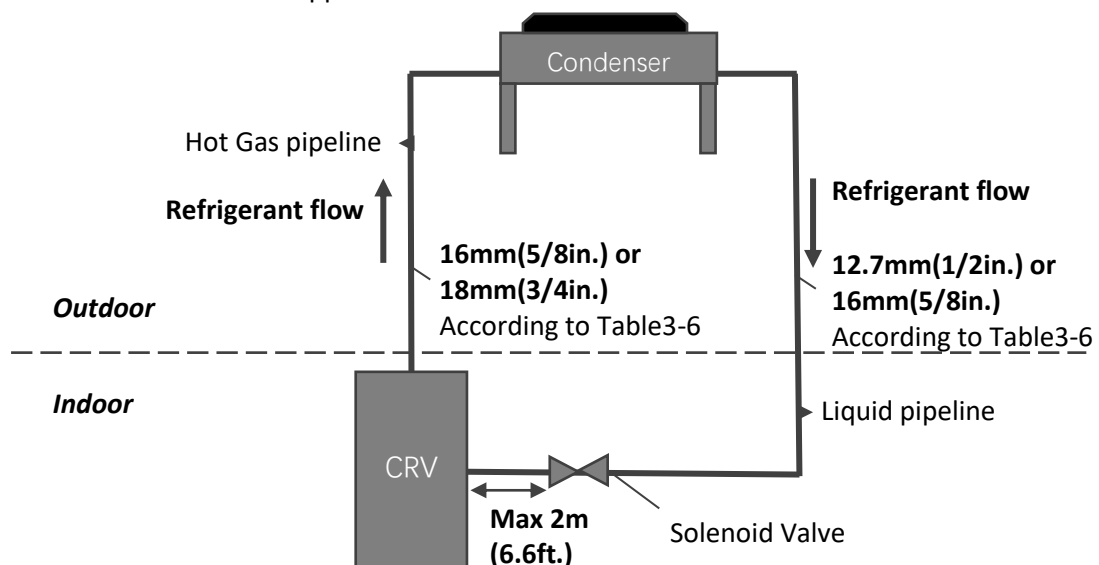 Condenser
Hot Gas pipeline
Refrigerant flow
Refrigerant flow
16mm(5/8in.) or
18mm(3/4in.)
According to Table3-6
12.7mm(1/2in.) or
16mm(5/8in.)
According to Table3-6
Outdoor
Indoor
Liquid pipeline
CRV
Max 2m
(6.6ft.)
Solenoid Valve